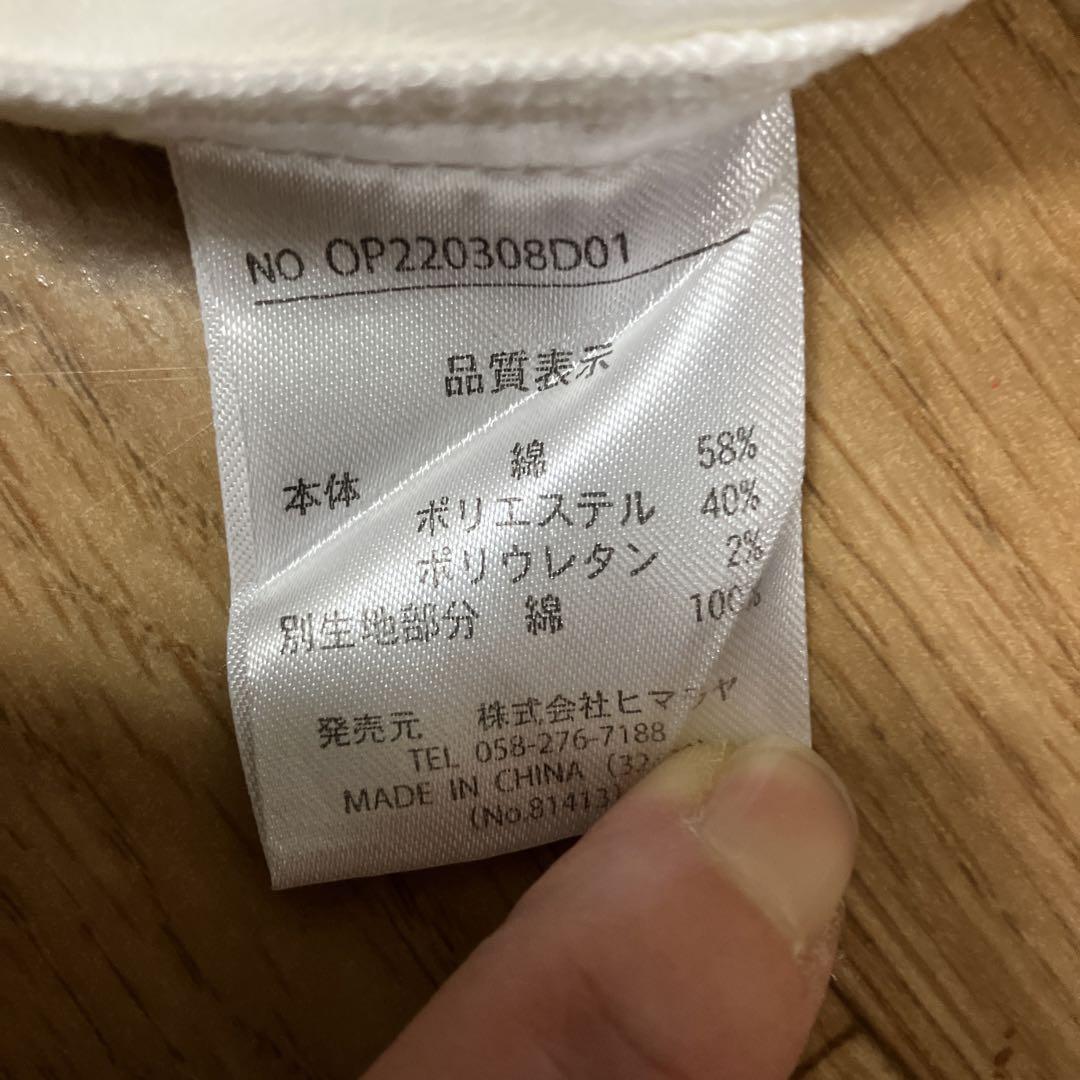 NO OP220308D01
品質表示
本体 綿 58%
ポリエステル 40%
ポリウレタン 2%
別生地部分 綿 100%
発売元 株式会社ヒマラヤ
TEL 058-276-7188
MADE IN CHINA
(No.81413)